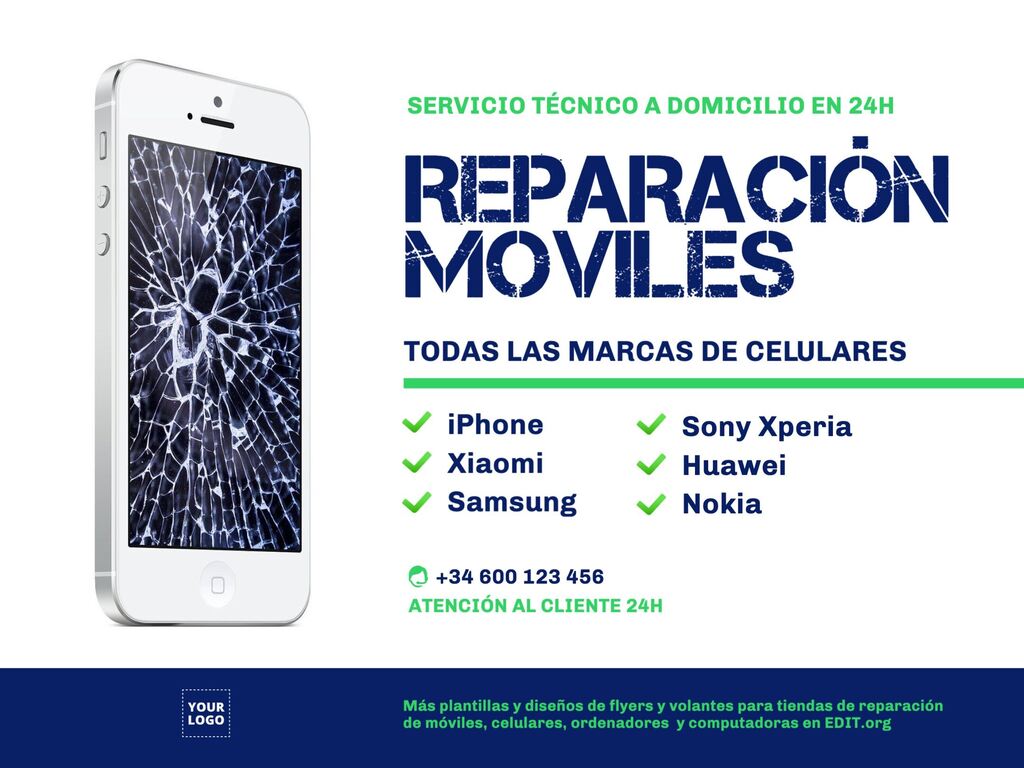 SERVICIO TÉCNICO A DOMICILIO EN 24H
REPARACIÓN
MOVILES
TODAS LAS MARCAS DE CELULARES
iPhone
Xiaomi
Samsung
Sony Xperia
Huawei
Nokia
+34 600 123 456
ATENCIÓN AL CLIENTE 24H
YOUR
LOGO
Más plantillas y diseños de flyers y volantes para tiendas de reparación
de móviles, celulares, ordenadores y computadoras en EDIT.org